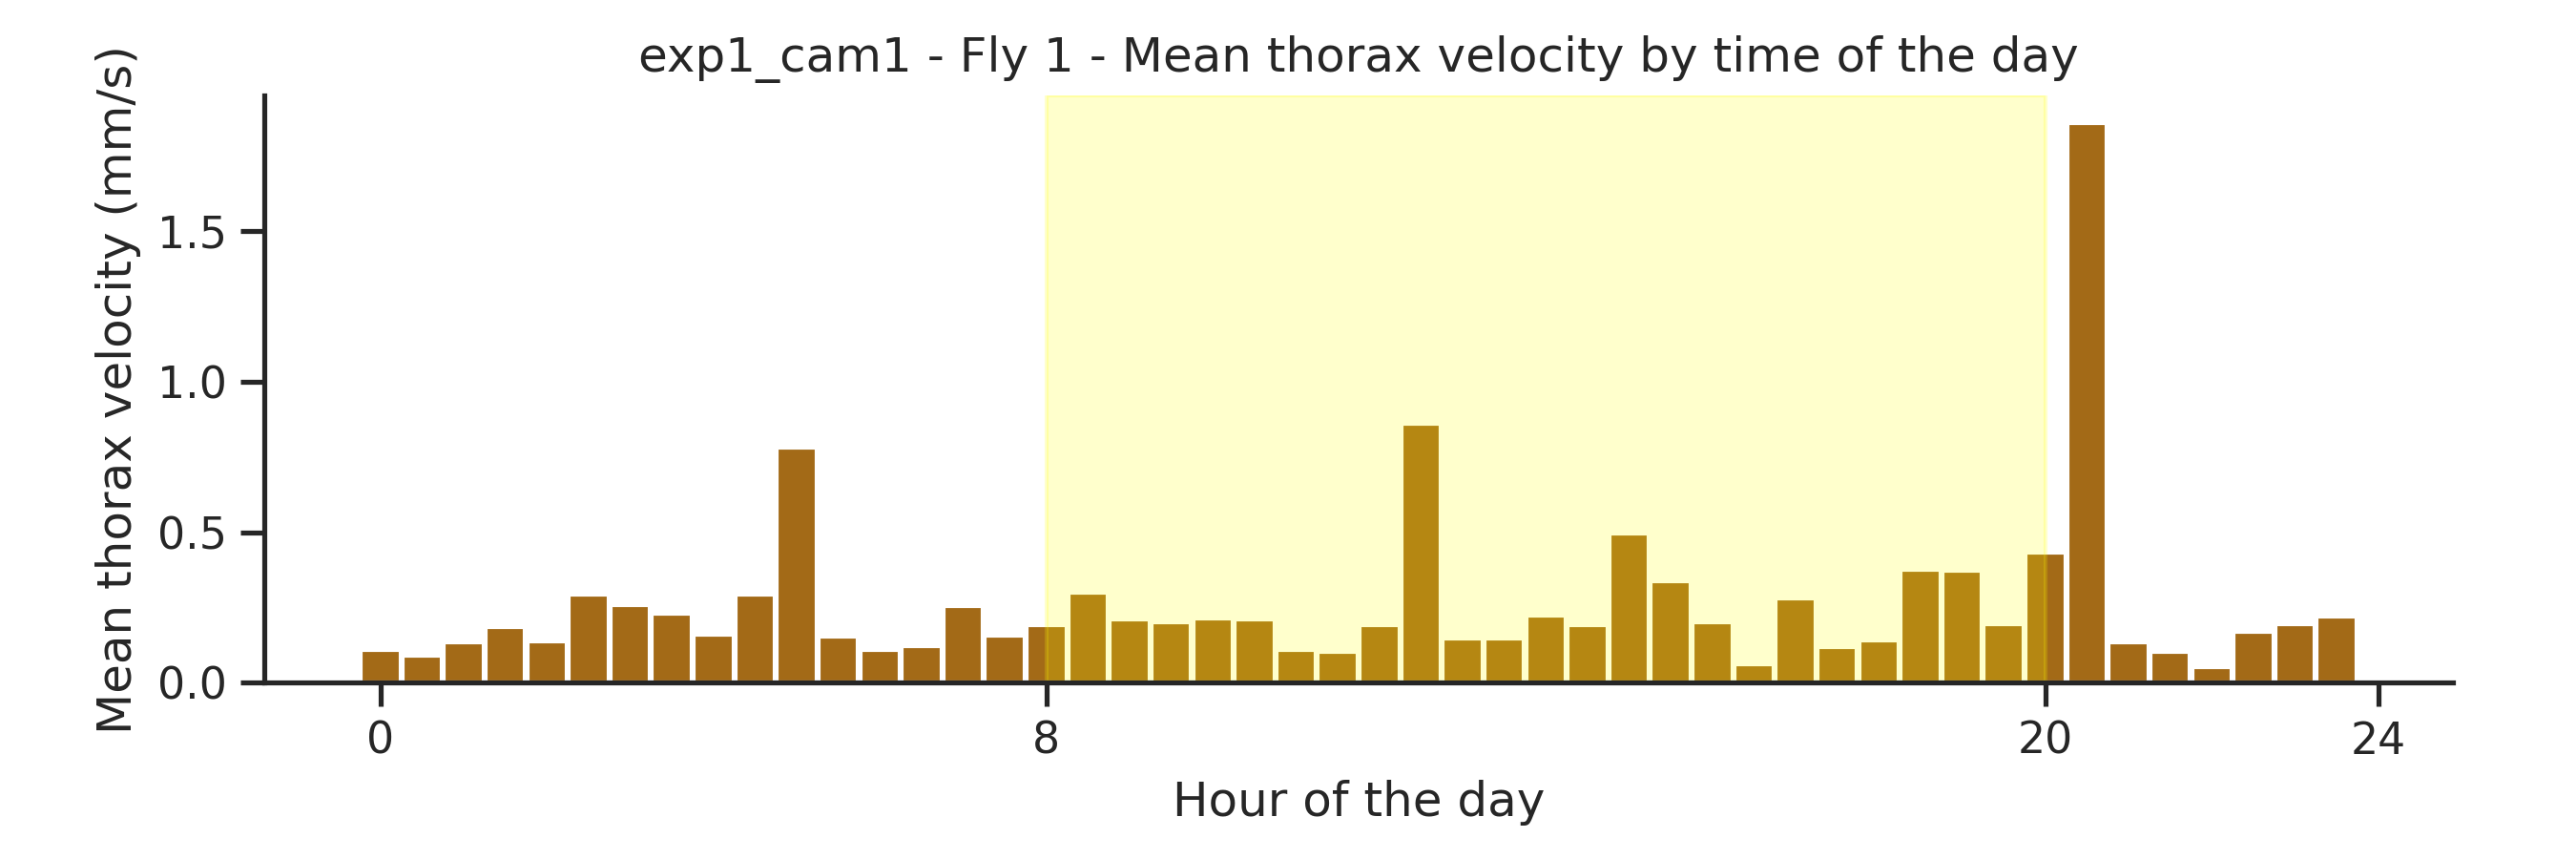 exp1_cam1 - Fly 1 - Mean thorax velocity by time of the day
Mean thorax velocity (mm/s)
1.5
1.0
0.5
0.0
0 8 20 24
Hour of the day